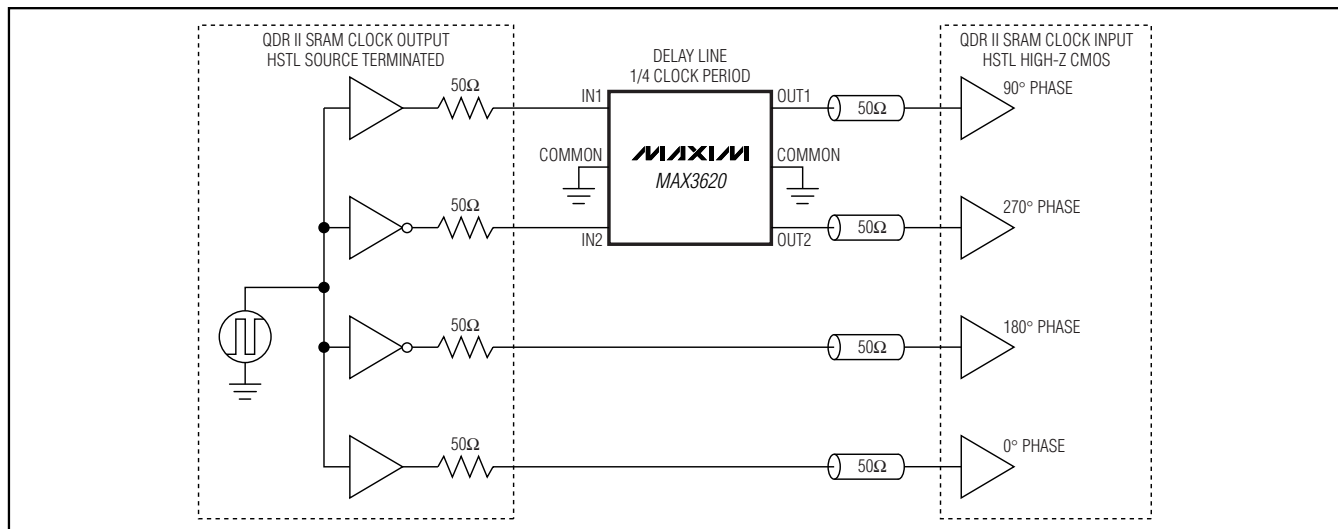 QDR II SRAM CLOCK OUTPUT
HSTL SOURCE TERMINATED
DELAY LINE
1/4 CLOCK PERIOD
QDR II SRAM CLOCK INPUT
HSTL HIGH-Z CMOS
50Ω
IN1
OUT1
50Ω
90° PHASE
COMMON
MAXIM
MAX3620
COMMON
50Ω
IN2
OUT2
50Ω
270° PHASE
50Ω
50Ω
180° PHASE
50Ω
50Ω
0° PHASE